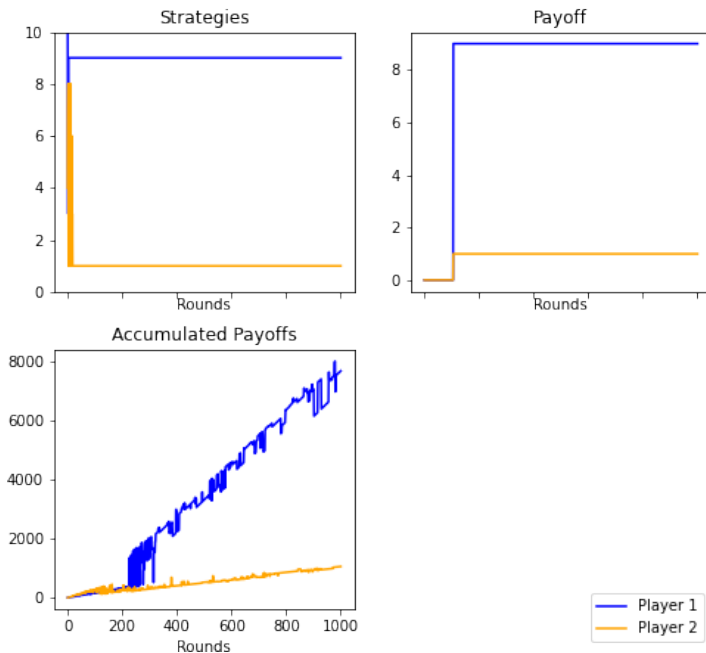 Strategies
Payoff
10
8
6
4
2
0
Rounds
8
6
4
2
0
Rounds
Accumulated Payoffs
8000
6000
4000
2000
0
0 200 400 600 800 1000
Rounds
Player 1
Player 2